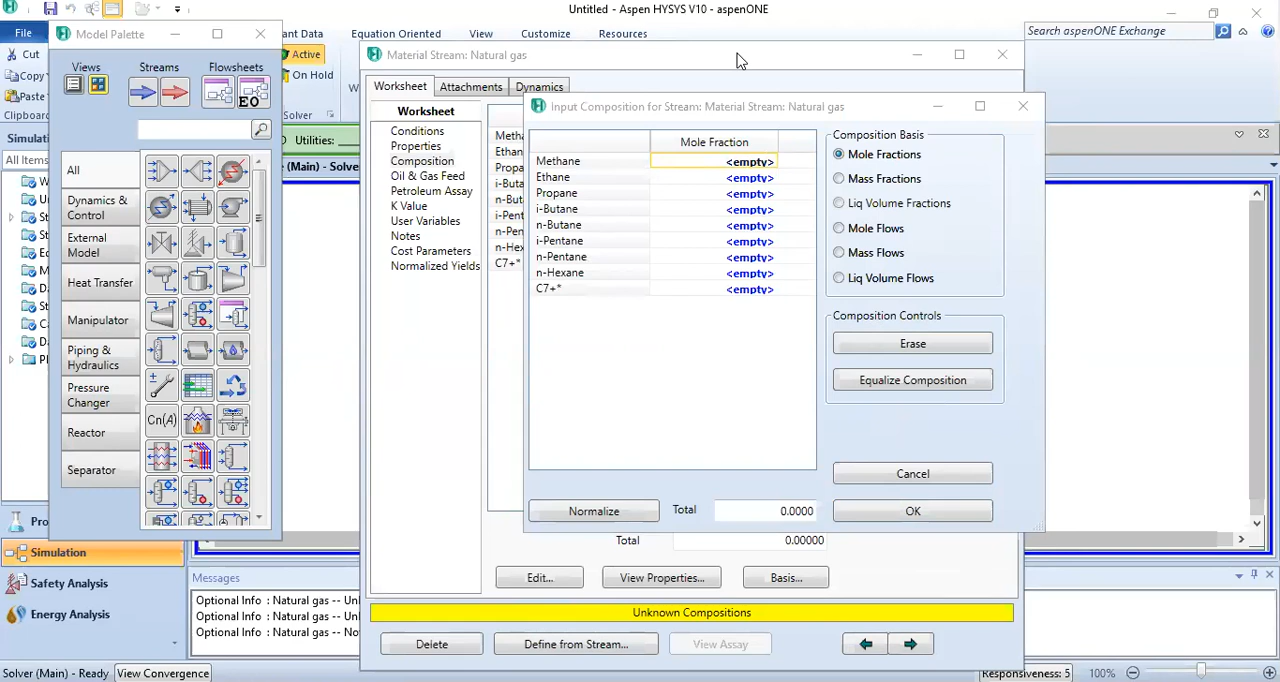 Untitled - Aspen HYSYS V10 - aspenONE
File
Equation Oriented
View
Customize
Resources
Search aspenONE Exchange
Cut
Copy
Paste
Clipboard
Model Palette
Views
Streams
Flowsheets
EO
All
Dynamics &
Control
External
Model
Heat Transfer
Manipulator
Piping &
Hydraulics
Pressure
Changer
Reactor
Separator
Cn(A)
Active
On Hold
Solver
Utilities:
All Items
Material Stream: Natural gas
Worksheet
Attachments
Dynamics
Worksheet
Conditions
Properties
Composition
Oil & Gas Feed
Petroleum Assay
K Value
User Variables
Notes
Cost Parameters
Normalized Yields
Input Composition for Stream: Material Stream: Natural gas
Mole Fraction
Methane <empty>
Ethane <empty>
Propane <empty>
i-Butane <empty>
n-Butane <empty>
i-Pentane <empty>
n-Pentane <empty>
n-Hexane <empty>
C7+* <empty>
Composition Basis
Mole Fractions
Mass Fractions
Liq Volume Fractions
Mole Flows
Mass Flows
Liq Volume Flows
Composition Controls
Erase
Equalize Composition
Cancel
OK
Normalize
Total 0.0000
Total 0.00000
Edit...
View Properties...
Basis...
Unknown Compositions
Delete
Define from Stream...
View Assay
Simulation
Safety Analysis
Energy Analysis
Messages
Optional Info : Natural gas -- Unl
Optional Info : Natural gas -- Unl
Optional Info : Natural gas -- No
Solver (Main) - Ready
View Convergence
Responsiveness: 5
100%